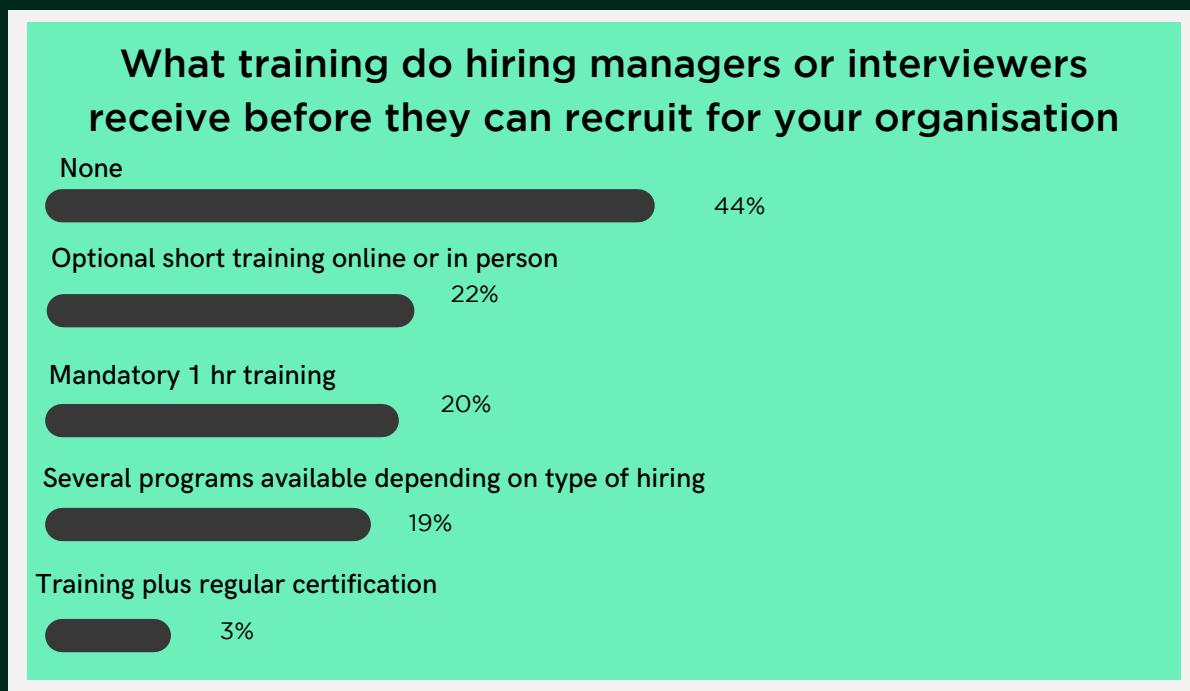 What training do hiring managers or interviewers
receive before they can recruit for your organisation
None
44%
Optional short training online or in person
22%
Mandatory 1 hr training
20%
Several programs available depending on type of hiring
19%
Training plus regular certification
3%